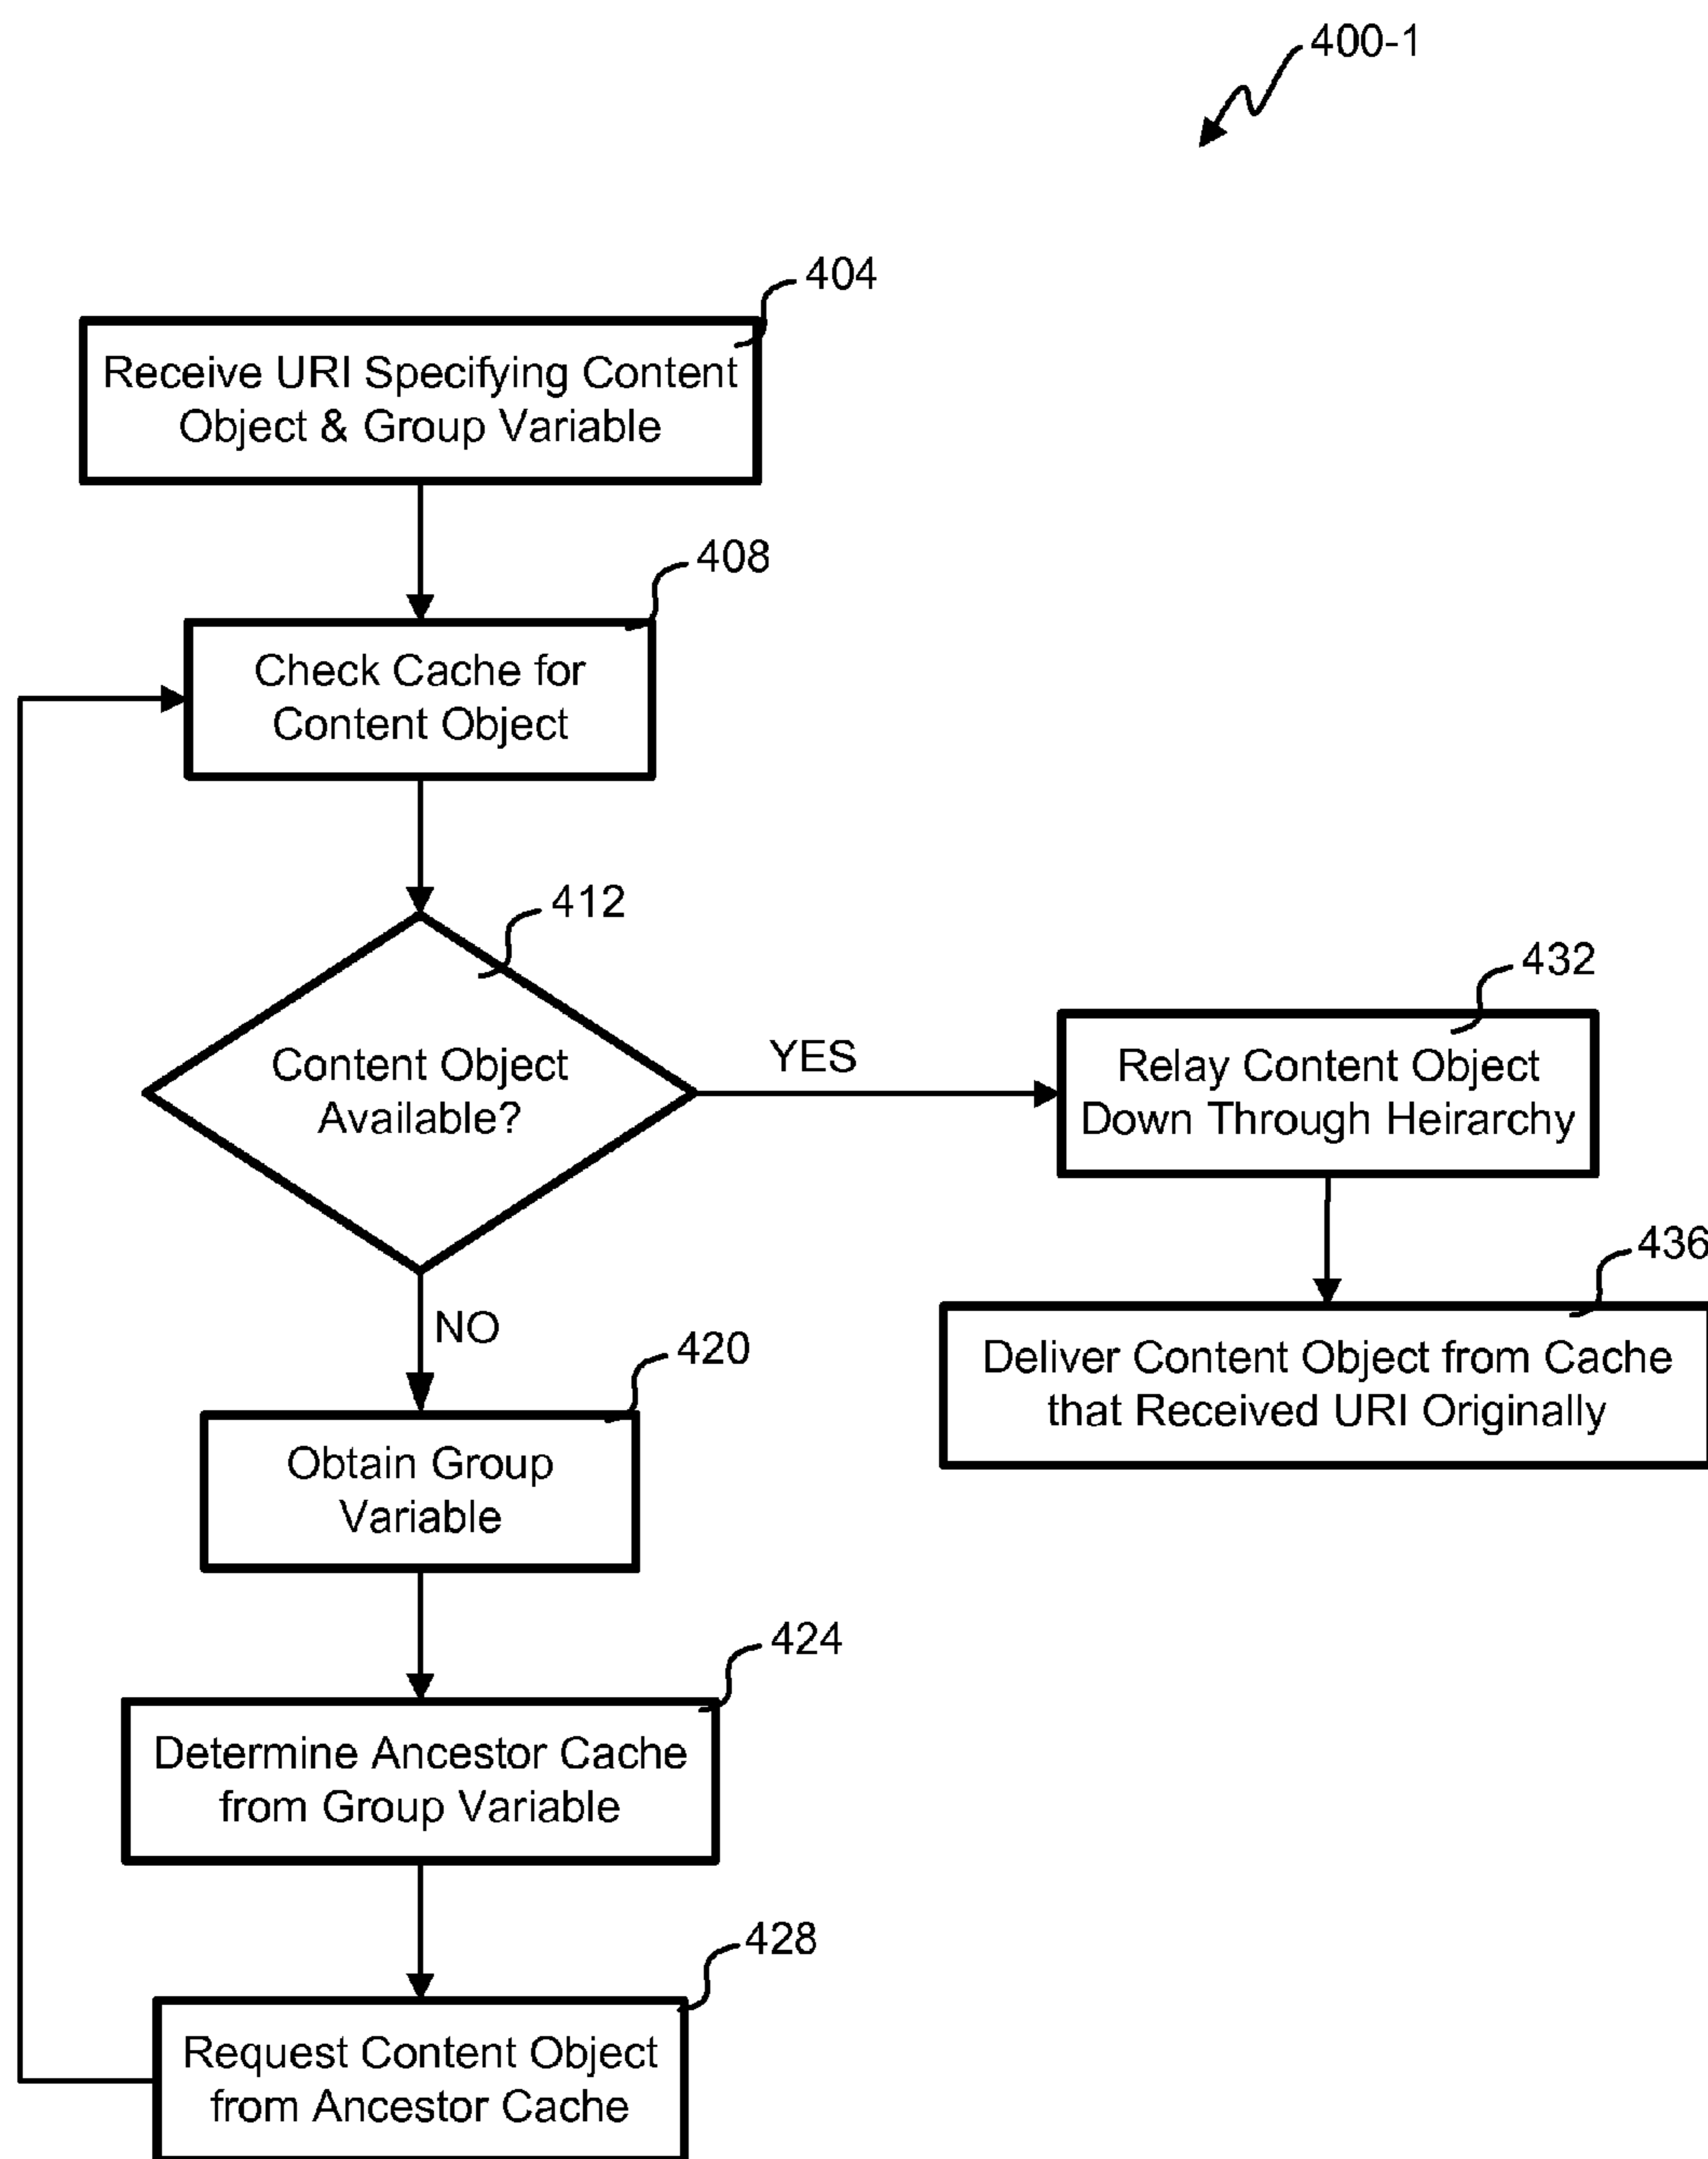 400-1
404
Receive URI Specifying Content
Object & Group Variable
408
Check Cache for
Content Object
412
Content Object
Available?
YES
432
Relay Content Object
Down Through Heirarchy
436
Deliver Content Object from Cache
that Received URI Originally
NO
420
Obtain Group
Variable
424
Determine Ancestor Cache
from Group Variable
428
Request Content Object
from Ancestor Cache